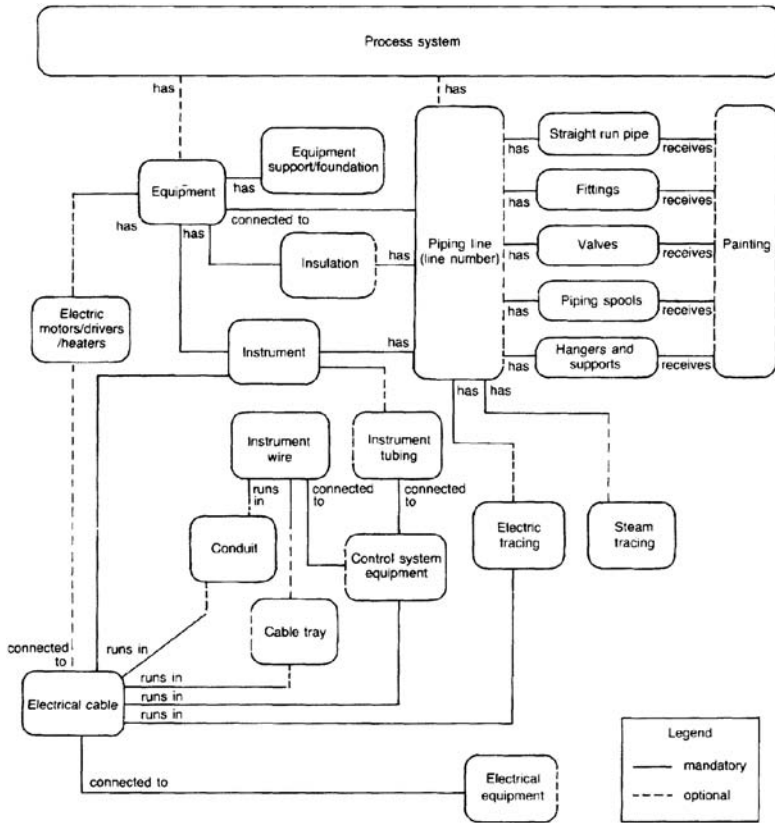 Process system
has
has
Equipment
support/foundation
has
Straight run pipe
receives
Equipment
has
connected to
has
has
Fittings
receives
Insulation
has
Piping line
(line number)
has
Valves
receives
Painting
Electric
motors/drivers
/heaters
Instrument
has
has
Piping spools
receives
has
Hangers and
supports
receives
has
has
Instrument
wire
Instrument
tubing
runs
in
connected
to
connected
to
Conduit
Control system
equipment
Electric
tracing
Steam
tracing
Cable tray
connected
to
runs in
Electrical cable
runs in
runs in
runs in
connected to
Electrical
equipment
Legend
mandatory
optional